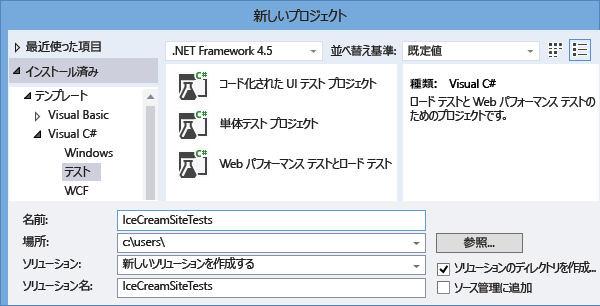 新しいプロジェクト
最近使った項目
.NET Framework 4.5
並べ替え基準:
既定値
インストール済み
テンプレート
Visual Basic
Visual C#
Windows
テスト
WCF
C#
コード化された UI テスト プロジェクト
C#
単体テスト プロジェクト
C#
Web パフォーマンス テストとロード テスト
種類: Visual C#
ロード テストと Web パフォーマンス テストの
ためのプロジェクトです。
名前:
IceCreamSiteTests
場所:
c:\users\
参照...
ソリューション:
新しいソリューションを作成する
ソリューションのディレクトリを作成...
ソリューション名:
IceCreamSiteTests
ソース管理に追加